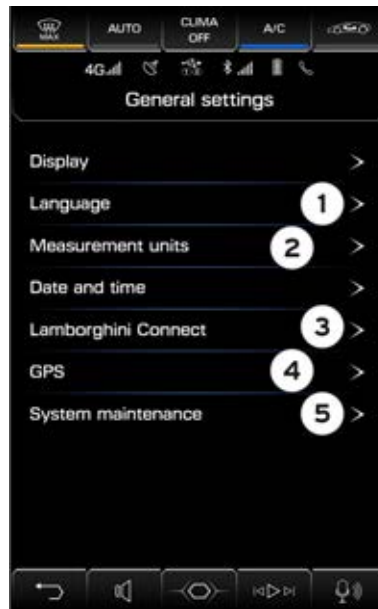 MAX
AUTO
CLIMA
OFF
A/C
4G
General settings
Display
Language 1
Measurement units 2
Date and time
Lamborghini Connect 3
GPS 4
System maintenance 5